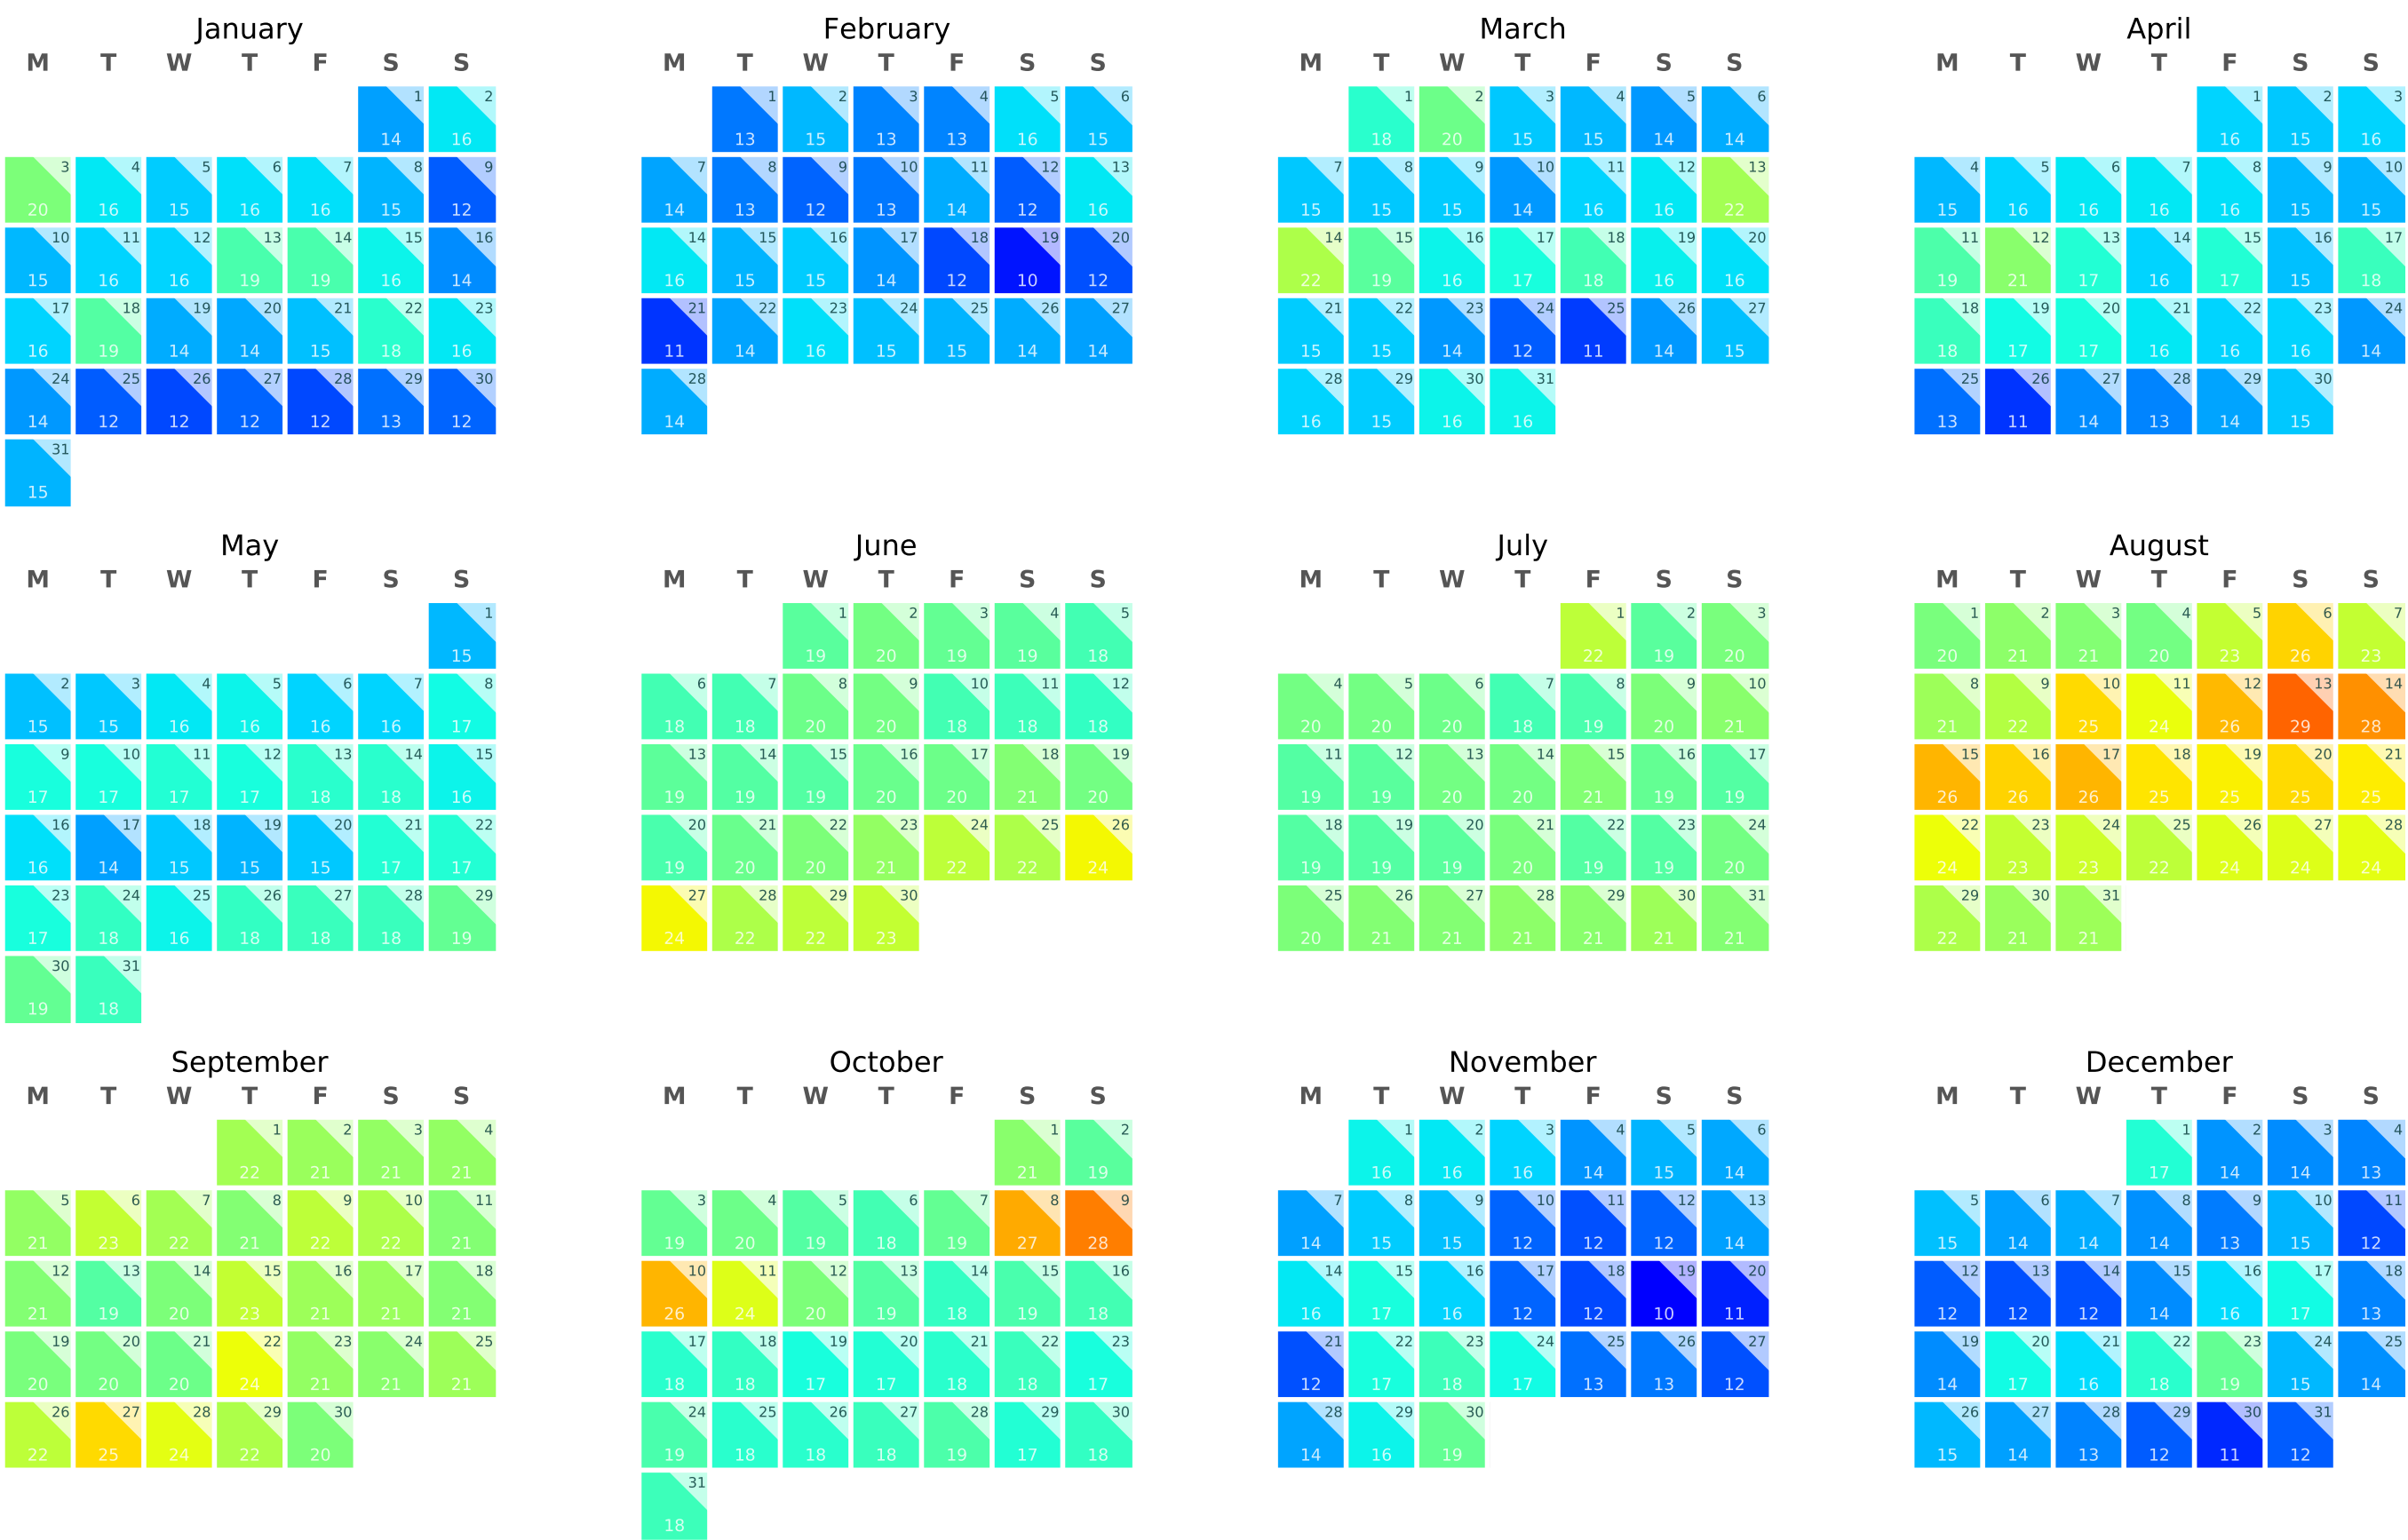 January February March April
M T W T F S S M T W T F S S M T W T F S S M T W T F S S
1 2 1 2 3 4 5 6 1 2 3 4 5 6 1 2 3
14 16 13 15 13 13 16 15 18 20 15 15 14 14 16 15 16
3 4 5 6 7 8 9 7 8 9 10 11 12 13 7 8 9 10 11 12 13 4 5 6 7 8 9 10
20 16 15 16 16 15 12 14 13 12 13 14 12 16 15 15 15 14 16 16 22 15 16 16 16 16 15 15
10 11 12 13 14 15 16 14 15 16 17 18 19 20 14 15 16 17 18 19 20 11 12 13 14 15 16 17
15 16 16 19 19 16 14 16 15 15 14 12 10 12 22 19 16 17 18 16 16 19 21 17 16 17 15 18
17 18 19 20 21 22 23 21 22 23 24 25 26 27 21 22 23 24 25 26 27 18 19 20 21 22 23 24
16 19 14 14 15 18 16 11 14 16 15 15 14 14 15 15 14 12 11 14 15 18 17 17 16 16 16 14
24 25 26 27 28 29 30 28 28 29 30 31 25 26 27 28 29 30
14 12 12 12 12 13 12 14 16 15 16 16 13 11 14 13 14 15
31
15
May June July August
M T W T F S S M T W T F S S M T W T F S S M T W T F S S
1 1 2 3 4 5 1 2 3 1 2 3 4 5 6 7
15 19 20 19 19 18 22 19 20 20 21 21 20 23 26 23
2 3 4 5 6 7 8 6 7 8 9 10 11 12 4 5 6 7 8 9 10 8 9 10 11 12 13 14
15 15 16 16 16 16 17 18 18 20 20 18 18 18 20 20 20 18 19 20 21 21 22 25 24 26 29 28
9 10 11 12 13 14 15 13 14 15 16 17 18 19 11 12 13 14 15 16 17 15 16 17 18 19 20 21
17 17 17 17 18 18 16 19 19 19 20 20 21 20 19 19 20 20 21 19 19 26 26 26 25 25 25 25
16 17 18 19 20 21 22 20 21 22 23 24 25 26 18 19 20 21 22 23 24 22 23 24 25 26 27 28
16 14 15 15 15 17 17 19 20 20 21 22 22 24 19 19 19 20 19 19 20 24 23 23 22 24 24 24
23 24 25 26 27 28 29 27 28 29 30 25 26 27 28 29 30 31 29 30 31
17 18 16 18 18 18 19 24 22 22 23 20 21 21 21 21 21 21 22 21 21
30 31
19 18
September October November December
M T W T F S S M T W T F S S M T W T F S S M T W T F S S
1 2 3 4 1 2 1 2 3 4 5 6 1 2 3 4
22 21 21 21 21 19 16 16 16 14 15 14 17 14 14 13
5 6 7 8 9 10 11 3 4 5 6 7 8 9 7 8 9 10 11 12 13 5 6 7 8 9 10 11
21 23 22 21 22 22 21 19 20 19 18 19 27 28 14 15 15 12 12 12 14 15 14 14 14 13 15 12
12 13 14 15 16 17 18 10 11 12 13 14 15 16 14 15 16 17 18 19 20 12 13 14 15 16 17 18
21 19 20 23 21 21 21 26 24 20 19 18 19 18 16 17 16 12 12 10 11 12 12 12 14 16 17 13
19 20 21 22 23 24 25 17 18 19 20 21 22 23 21 22 23 24 25 26 27 19 20 21 22 23 24 25
20 20 20 24 21 21 21 18 18 17 17 18 18 17 12 17 18 17 13 13 12 14 17 16 18 19 15 14
26 27 28 29 30 24 25 26 27 28 29 30 28 29 30 26 27 28 29 30 31
22 25 24 22 20 19 18 18 18 19 17 18 14 16 19 15 14 13 12 11 12
31
18